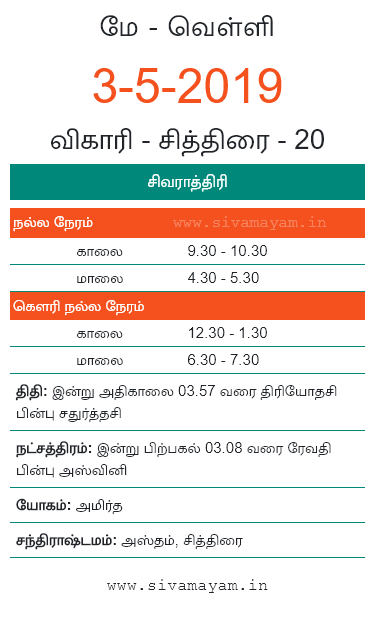 மே - வெள்ளி
3-5-2019
விகாரி - சித்திரை - 20
சிவராத்திரி
நல்ல நேரம் www.sivamayam.in
காலை 9.30 - 10.30
மாலை 4.30 - 5.30
கௌரி நல்ல நேரம்
காலை 12.30 - 1.30
மாலை 6.30 - 7.30
திதி: இன்று அதிகாலை 03.57 வரை திரியோதசி
பின்பு சதுர்த்தசி
நட்சத்திரம்: இன்று பிற்பகல் 03.08 வரை ரேவதி
பின்பு அஸ்வினி
யோகம்: அமிர்த
சந்திராஷ்டமம்: அஸ்தம், சித்திரை
www.sivamayam.in